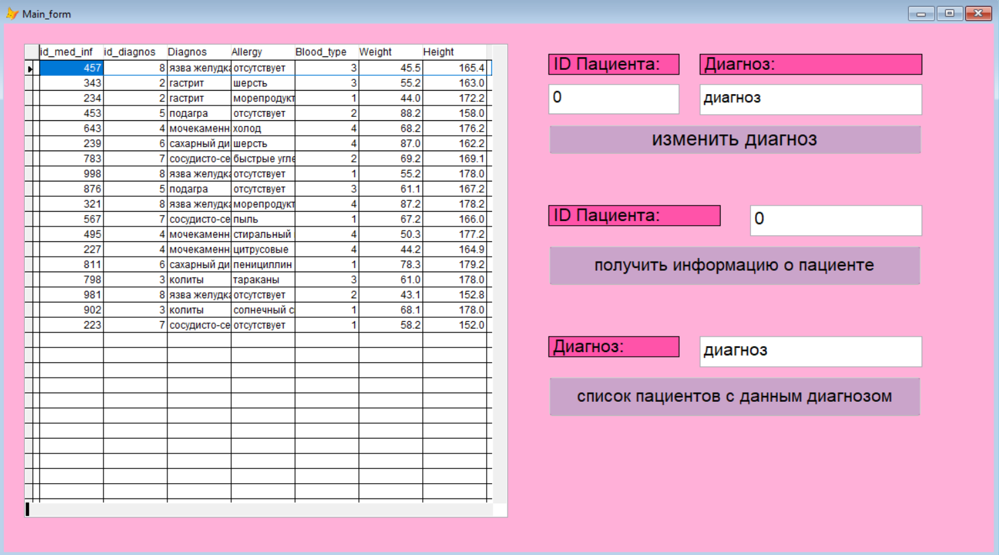 Main_form
id_med_inf id_diagnos Diagnos Allergy Blood_type Weight Height
457 8 язва желудка отсутствует 3 45.5 165.4
343 2 гастрит шерсть 3 55.2 163.0
234 2 гастрит морепродукт 1 44.0 172.2
453 5 подагра отсутствует 2 88.2 158.0
643 4 мочекаменн холод 4 68.2 176.2
239 6 сахарный ди шерсть 4 87.0 162.2
783 7 сосудисто-се быстрые угле 2 69.2 169.1
998 8 язва желудка отсутствует 1 55.2 178.0
876 5 подагра отсутствует 3 61.1 167.2
321 8 язва желудка морепродукт 4 87.2 178.2
567 7 сосудисто-се пыль 1 67.2 166.0
495 4 мочекаменн стиральный 4 50.3 177.2
227 4 мочекаменн цитрусовые 4 44.2 164.9
811 6 сахарный ди пенициллин 1 78.3 179.2
798 3 колиты тараканы 3 61.0 178.0
981 8 язва желудка отсутствует 2 43.1 152.8
902 3 колиты солнечный с 1 68.1 178.0
223 7 сосудисто-се отсутствует 1 58.2 152.0
ID Пациента: Диагноз:
0 диагноз
изменить диагноз
ID Пациента: 0
получить информацию о пациенте
Диагноз: диагноз
список пациентов с данным диагнозом